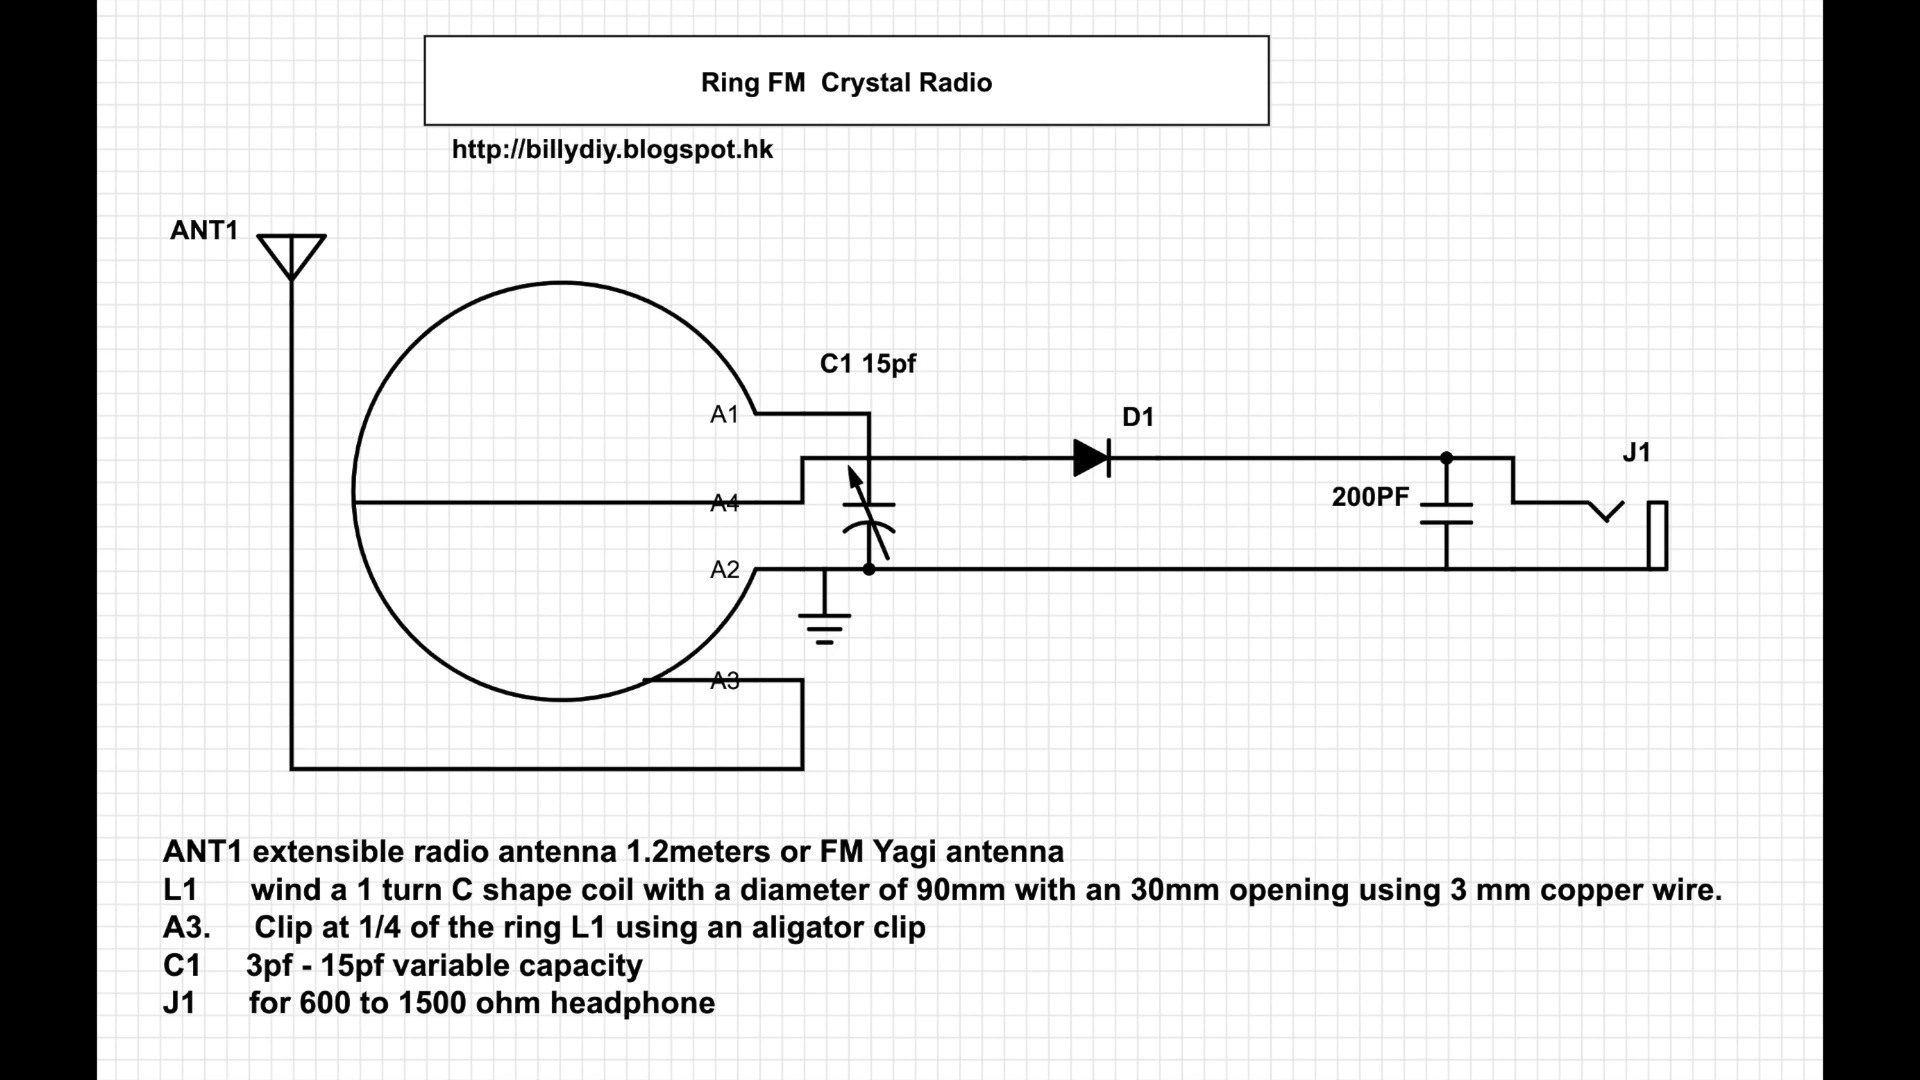 Ring FM  Crystal Radio
http://billydiy.blogspot.hk
ANT1
C1 15pf
A1
D1
J1
A4
200PF
A2
A3
ANT1 extensible radio antenna 1.2meters or FM Yagi antenna
L1 wind a 1 turn C shape coil with a diameter of 90mm with an 30mm opening using 3 mm copper wire.
A3. Clip at 1/4 of the ring L1 using an aligator clip
C1 3pf - 15pf variable capacity
J1 for 600 to 1500 ohm headphone